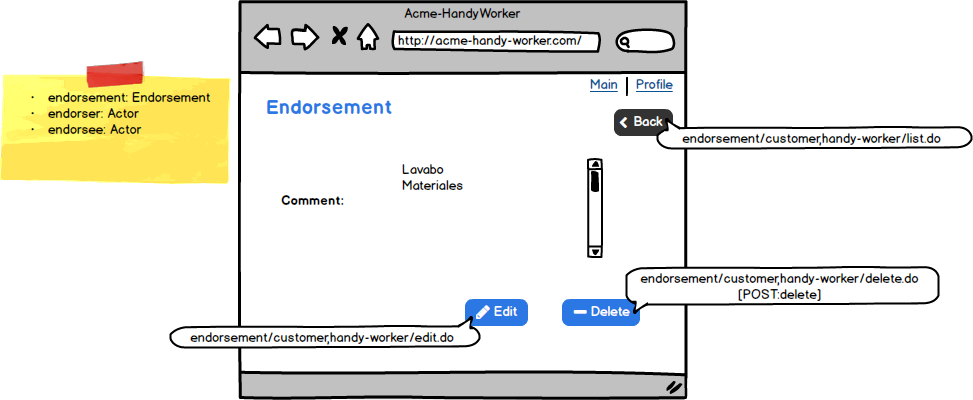 Acme-HandyWorker
http://acme-handy-worker.com/
• endorsement: Endorsement
• endorser: Actor
• endorsee: Actor
Main | Profile
Endorsement
Back
endorsement/customer,handy-worker/list.do
Lavabo
Materiales
Comment:
endorsement/customer,handy-worker/delete.do
[POST:delete]
Edit
Delete
endorsement/customer,handy-worker/edit.do